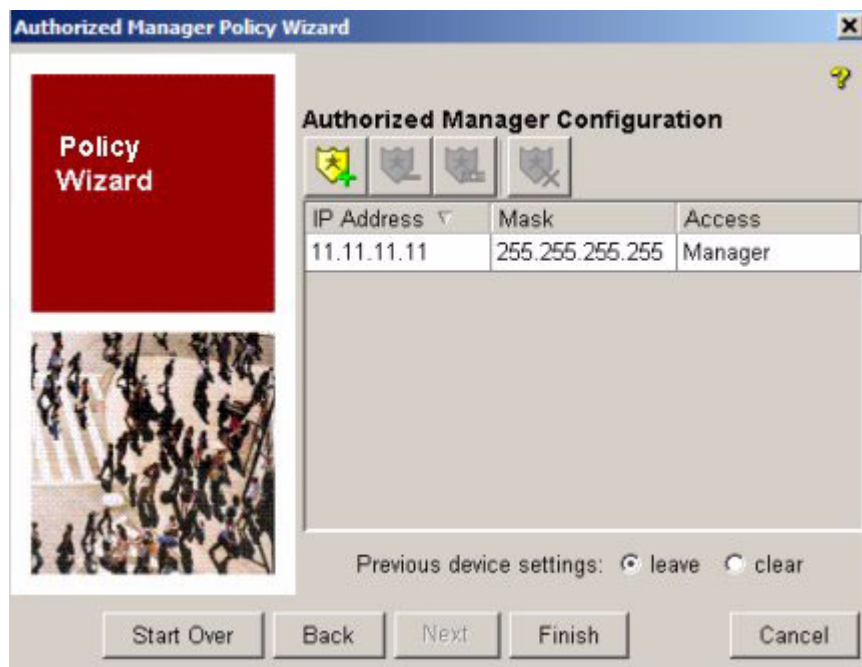 Authorized Manager Policy Wizard
Policy
Wizard
Authorized Manager Configuration
IP Address Mask Access
11.11.11.11 255.255.255.255 Manager
Previous device settings: leave clear
Start Over Back Next Finish Cancel